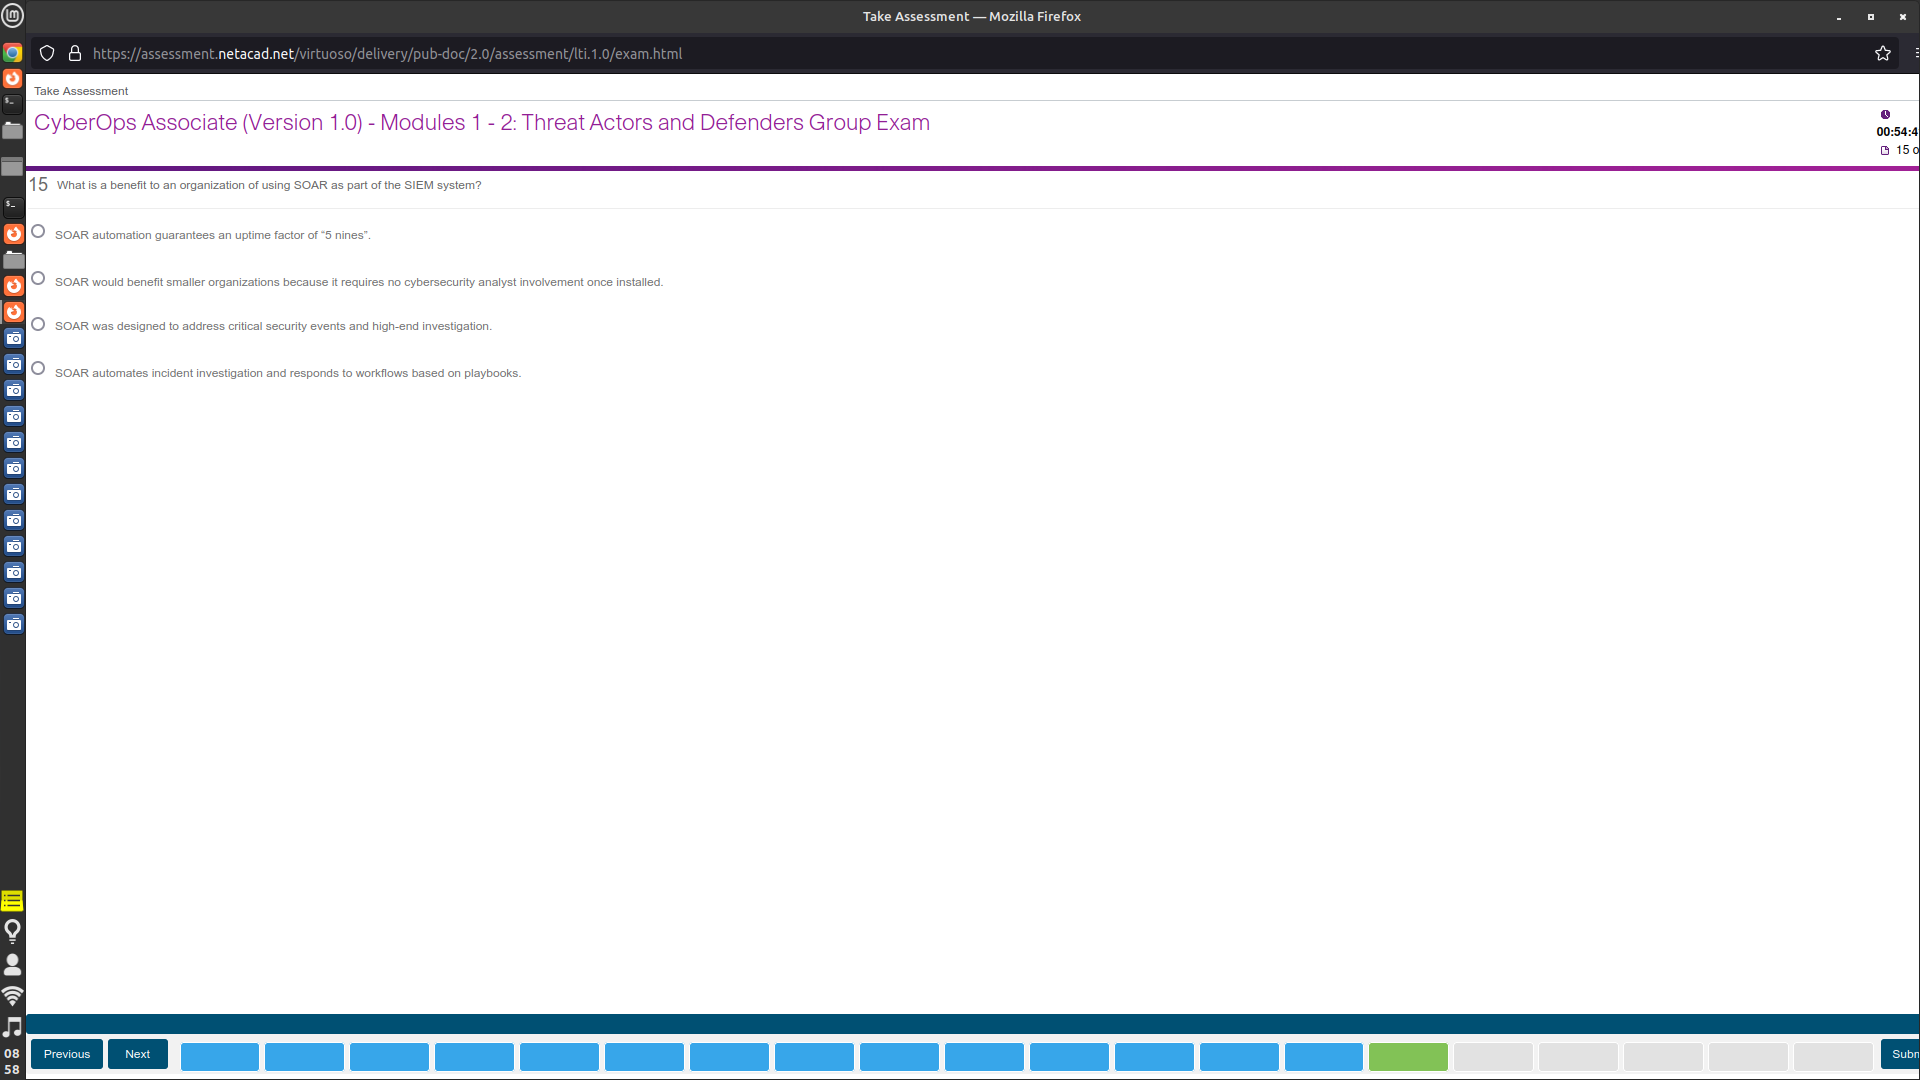 Take Assessment — Mozilla Firefox
https://assessment.netacad.net/virtuoso/delivery/pub-doc/2.0/assessment/lti.1.0/exam.html
Take Assessment
CyberOps Associate (Version 1.0) - Modules 1 - 2: Threat Actors and Defenders Group Exam
00:54:4
15 o
15 What is a benefit to an organization of using SOAR as part of the SIEM system?
SOAR automation guarantees an uptime factor of “5 nines”.
SOAR would benefit smaller organizations because it requires no cybersecurity analyst involvement once installed.
SOAR was designed to address critical security events and high-end investigation.
SOAR automates incident investigation and responds to workflows based on playbooks.
Previous Next Subm
08
58